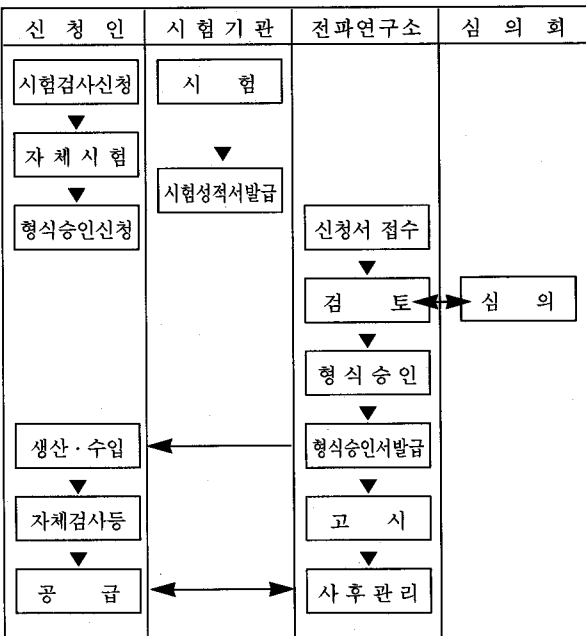 신 청 인 시 험 기 관 전파연구소 심 의 회
시험검사신청 시 험
자 체 시 험
시험성적서발급
형식승인신청 신청서 접수
검 토 심 의
형 식 승 인
생산 · 수입 형식승인서발급
자체검사등 고 시
공 급 사 후 관 리